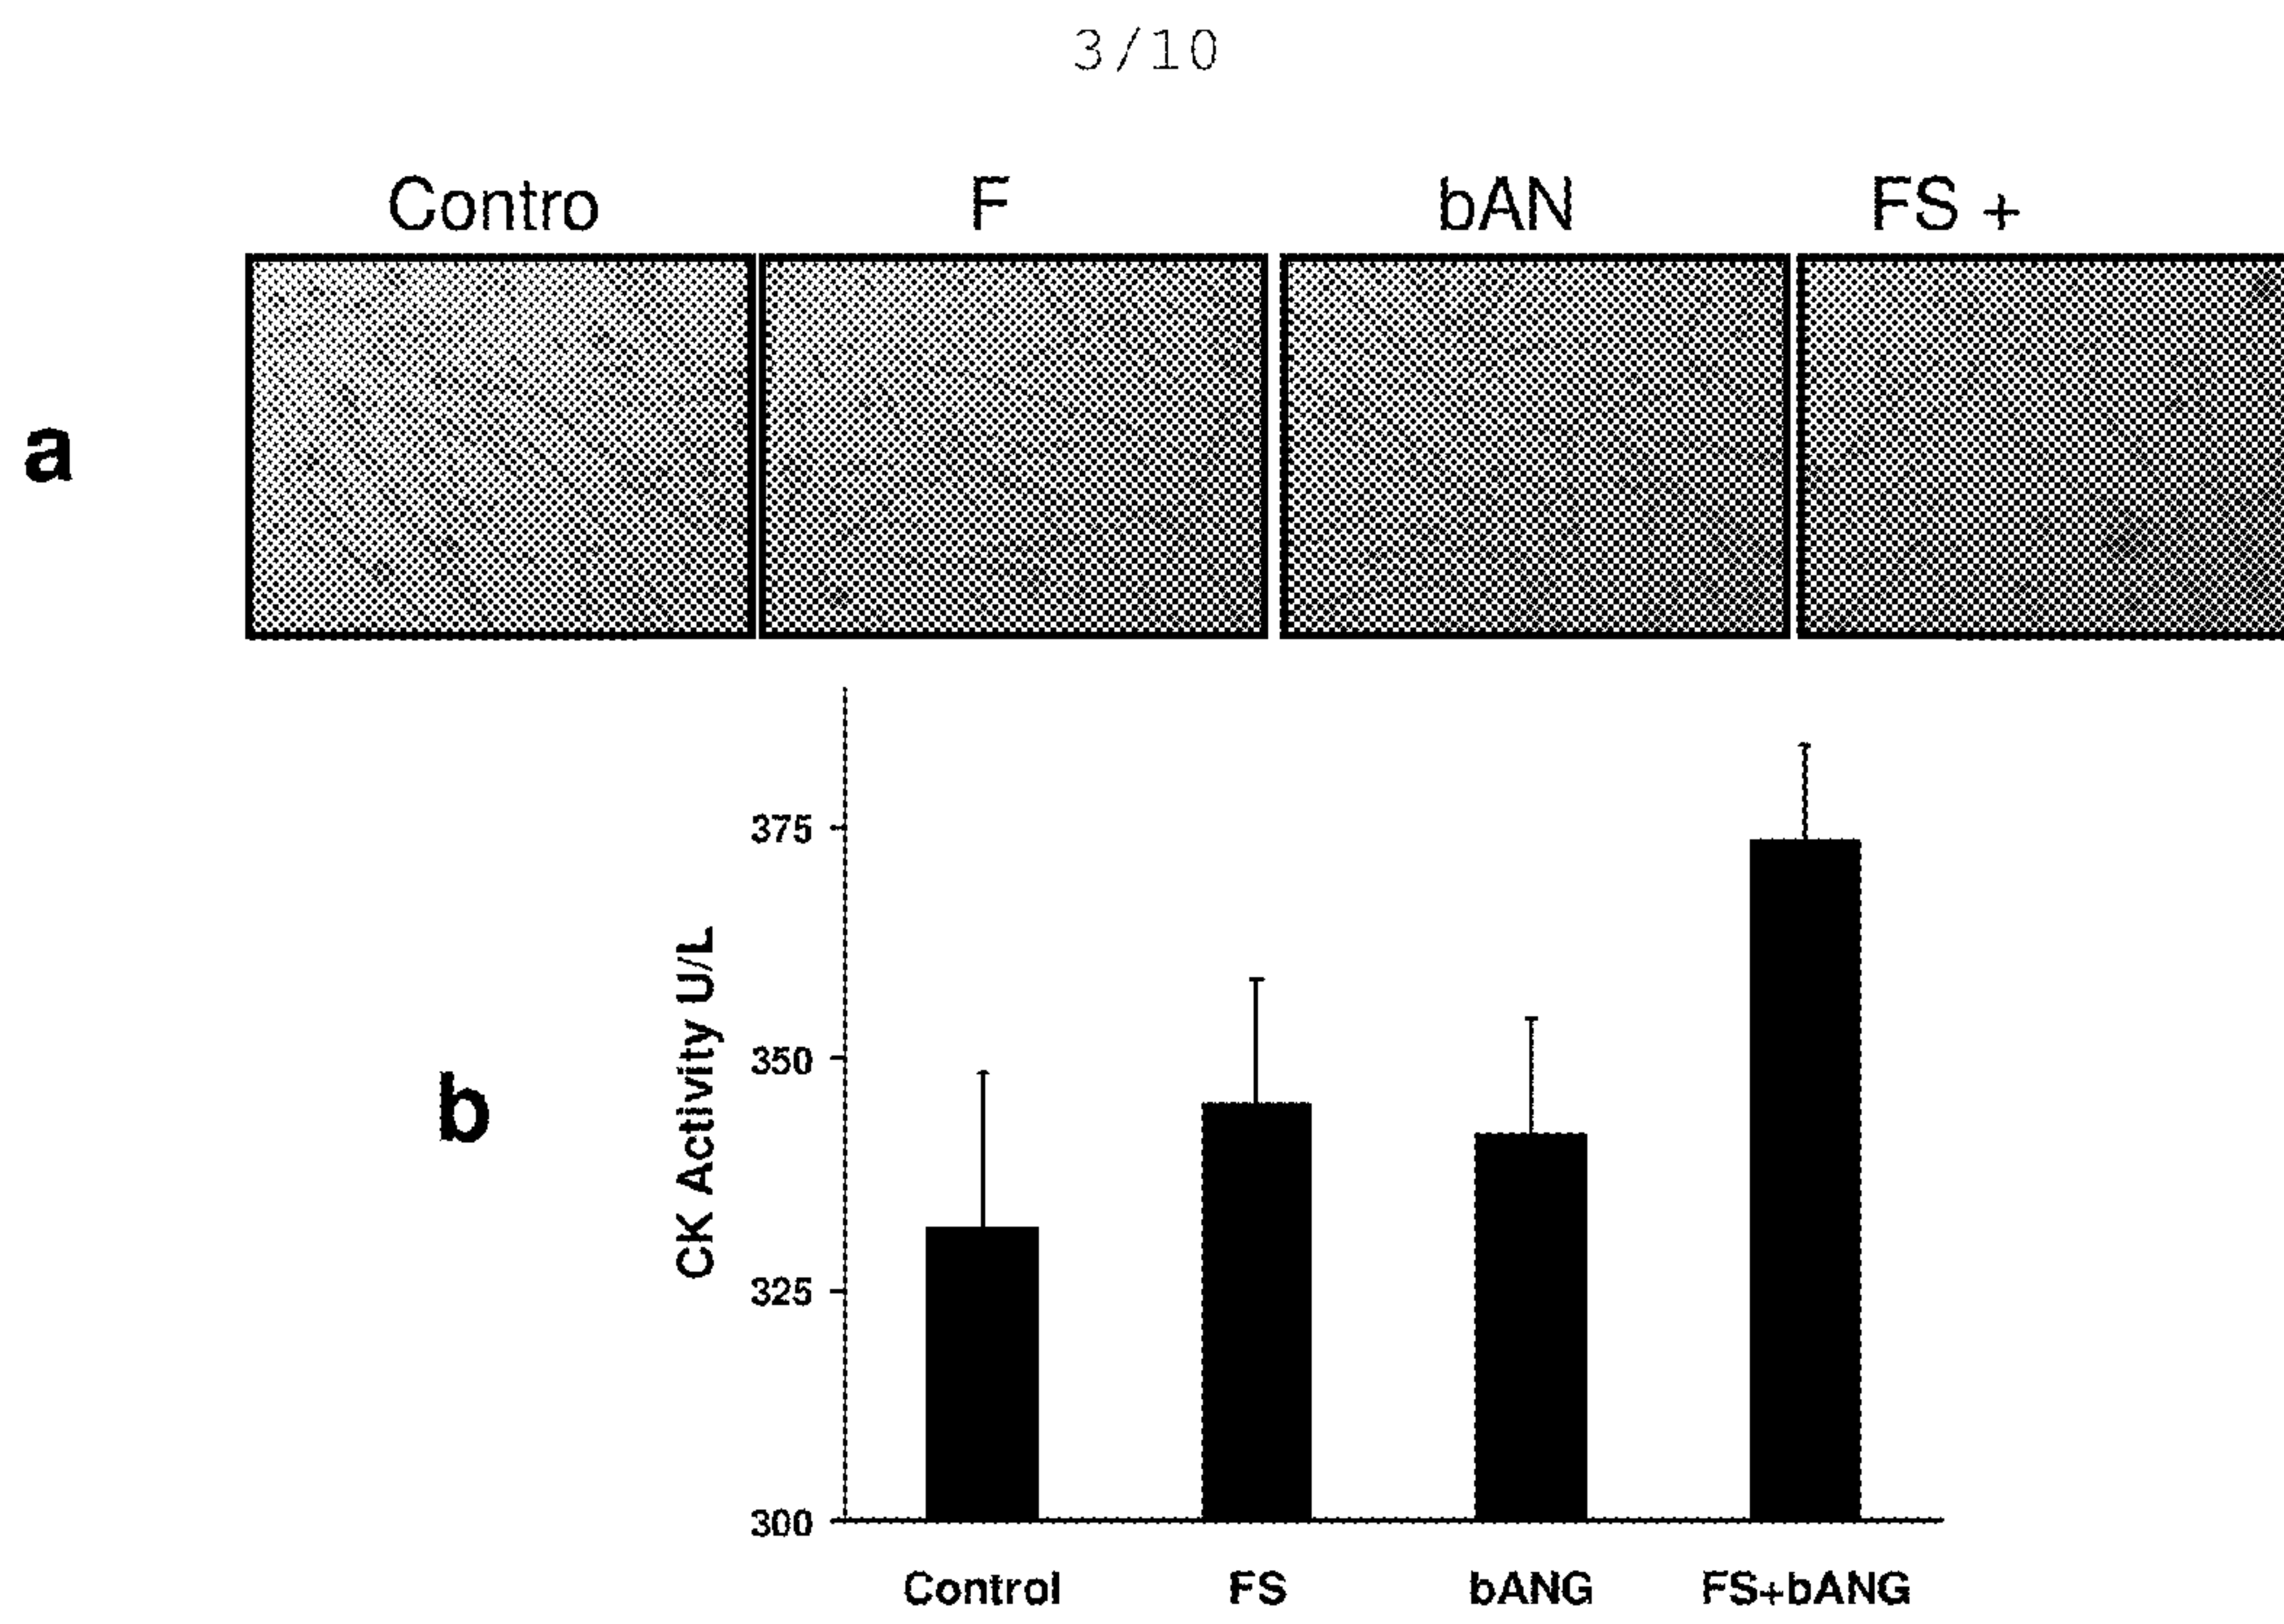 3/10
Contro F bAN FS +
a
375
350
325
300
CK Activity U/L
b
Control FS bANG FS+bANG